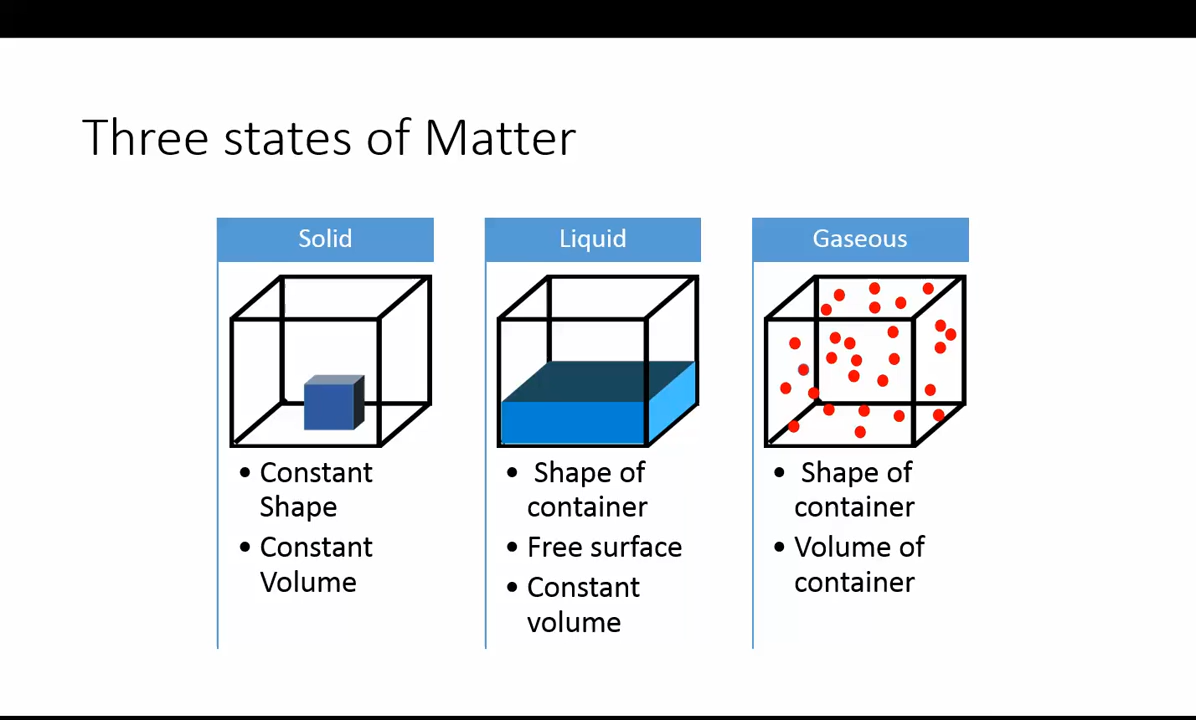 Three states of Matter
Solid
• Constant
Shape
• Constant
Volume
Liquid
• Shape of
container
• Free surface
• Constant
volume
Gaseous
• Shape of
container
• Volume of
container